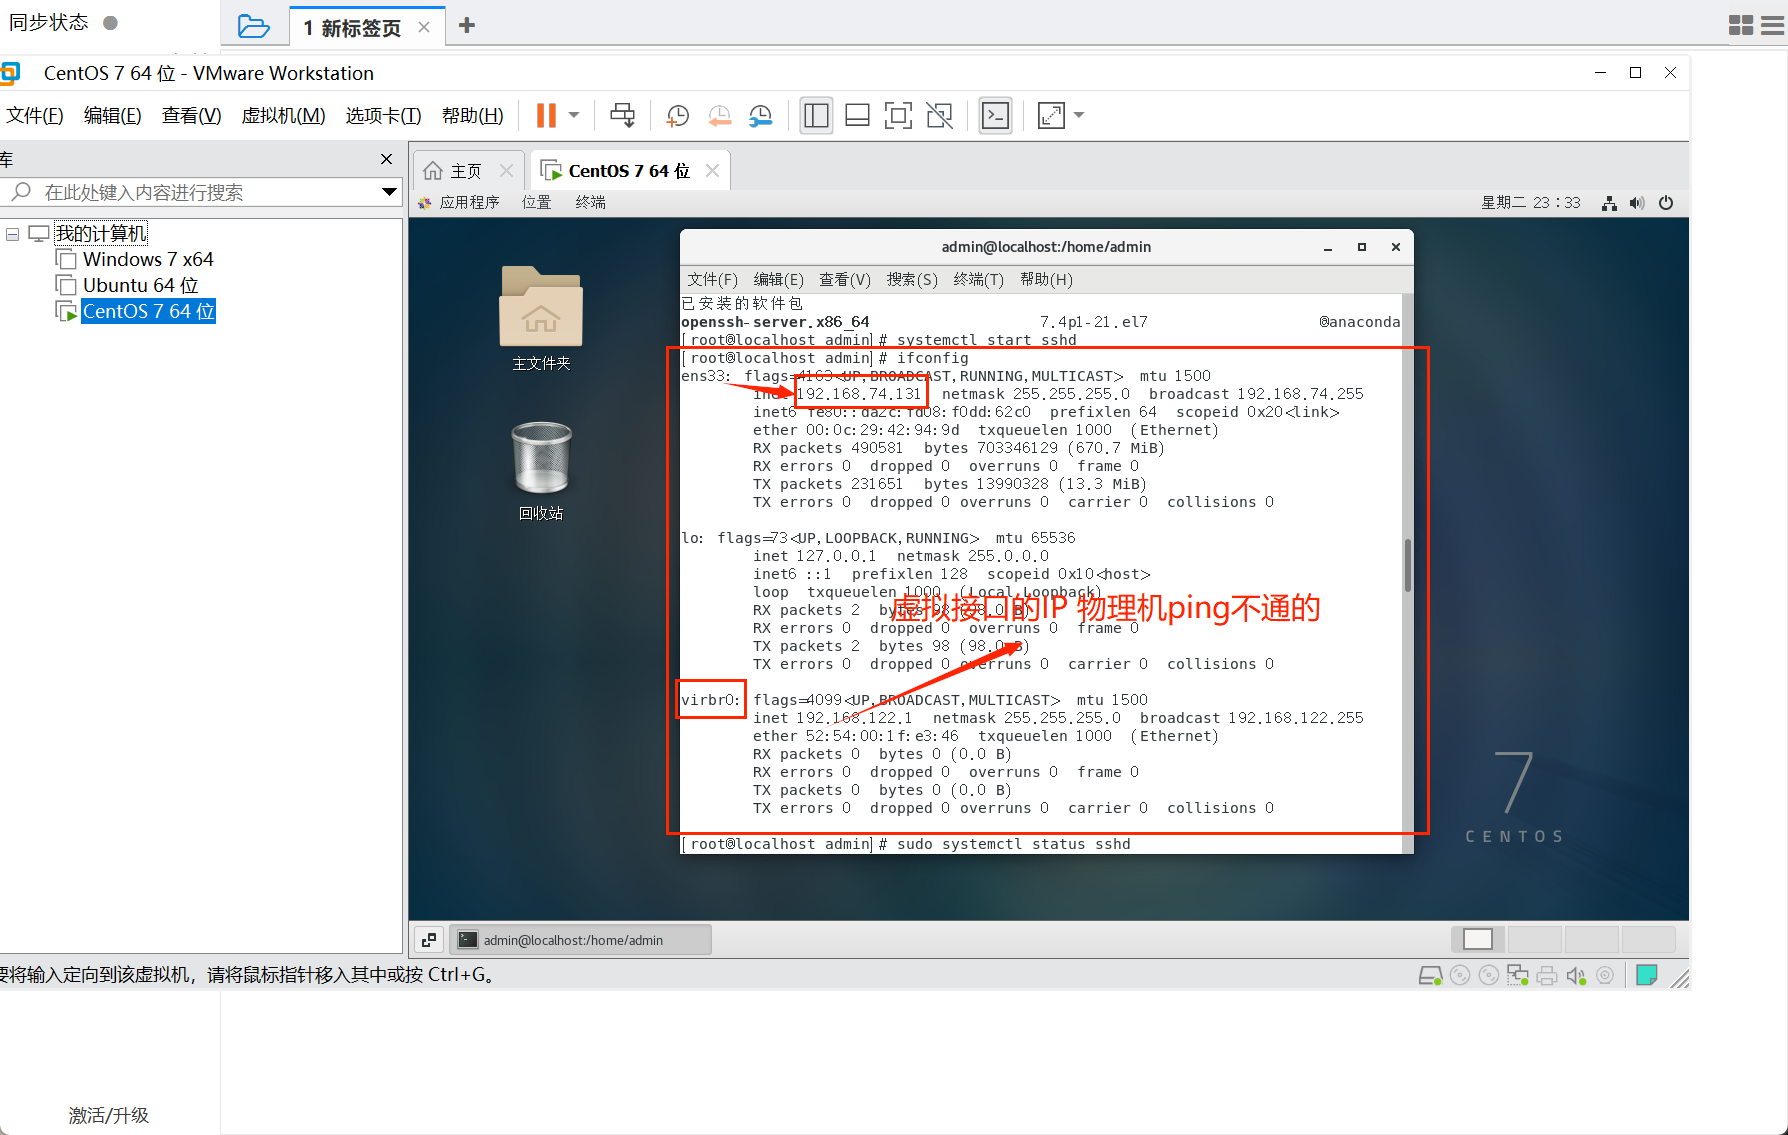 同步状态
1 新标签页
CentOS 7 64 位 - VMware Workstation
文件(F) 编辑(E) 查看(V) 虚拟机(M) 选项卡(T) 帮助(H)
库
在此处键入内容进行搜索
我的计算机
Windows 7 x64
Ubuntu 64 位
CentOS 7 64 位
主页
CentOS 7 64 位
应用程序 位置 终端
星期二 23：33
主文件夹
回收站
admin@localhost:/home/admin
文件(F) 编辑(E) 查看(V) 搜索(S) 终端(T) 帮助(H)
已安装的软件包
openssh-server.x86_64 7.4p1-21.el7 @anaconda
[root@localhost admin]# systemctl start sshd
[root@localhost admin]# ifconfig
ens33: flags=4163<UP,BROADCAST,RUNNING,MULTICAST> mtu 1500
inet 192.168.74.131 netmask 255.255.255.0 broadcast 192.168.74.255
inet6 fe80::da2c:fd08:f0dd:62c0 prefixlen 64 scopeid 0x20<link>
ether 00:0c:29:42:94:9d txqueuelen 1000 (Ethernet)
RX packets 490581 bytes 703346129 (670.7 MiB)
RX errors 0 dropped 0 overruns 0 frame 0
TX packets 231651 bytes 13990328 (13.3 MiB)
TX errors 0 dropped 0 overruns 0 carrier 0 collisions 0
lo: flags=73<UP,LOOPBACK,RUNNING> mtu 65536
inet 127.0.0.1 netmask 255.0.0.0
inet6 ::1 prefixlen 128 scopeid 0x10<host>
loop txqueuelen 1000 (Local Loopback)
虚拟接口的IP 物理机ping不通的
RX packets 2 bytes 98 (98.0 B)
RX errors 0 dropped 0 overruns 0 frame 0
TX packets 2 bytes 98 (98.0 B)
TX errors 0 dropped 0 overruns 0 carrier 0 collisions 0
virbr0: flags=4099<UP,BROADCAST,MULTICAST> mtu 1500
inet 192.168.122.1 netmask 255.255.255.0 broadcast 192.168.122.255
ether 52:54:00:1f:e3:46 txqueuelen 1000 (Ethernet)
RX packets 0 bytes 0 (0.0 B)
RX errors 0 dropped 0 overruns 0 frame 0
TX packets 0 bytes 0 (0.0 B)
TX errors 0 dropped 0 overruns 0 carrier 0 collisions 0
[root@localhost admin]# sudo systemctl status sshd
7
CENTOS
admin@localhost:/home/admin
要将输入定向到该虚拟机，请将鼠标指针移入其中或按 Ctrl+G。
激活/升级